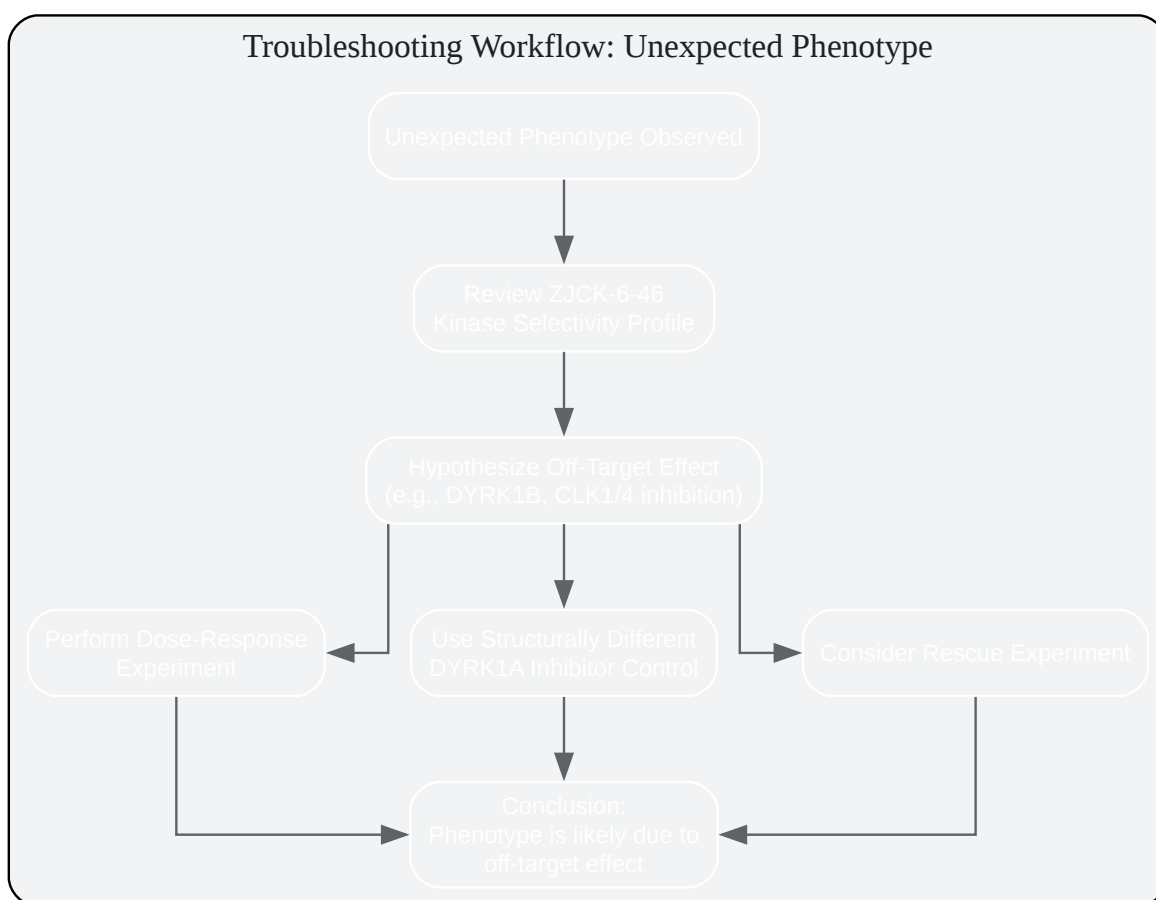 Troubleshooting Workflow: Unexpected Phenotype
Unexpected Phenotype Observed
Review ZJCK-6-46
Kinase Selectivity Profile
Hypothesize Off-Target Effect
(e.g., DYRK1B, CLK1/4 inhibition)
Perform Dose-Response
Experiment
Use Structurally Different
DYRK1A Inhibitor Control
Consider Rescue Experiment
Conclusion:
Phenotype is likely due to
off-target effect